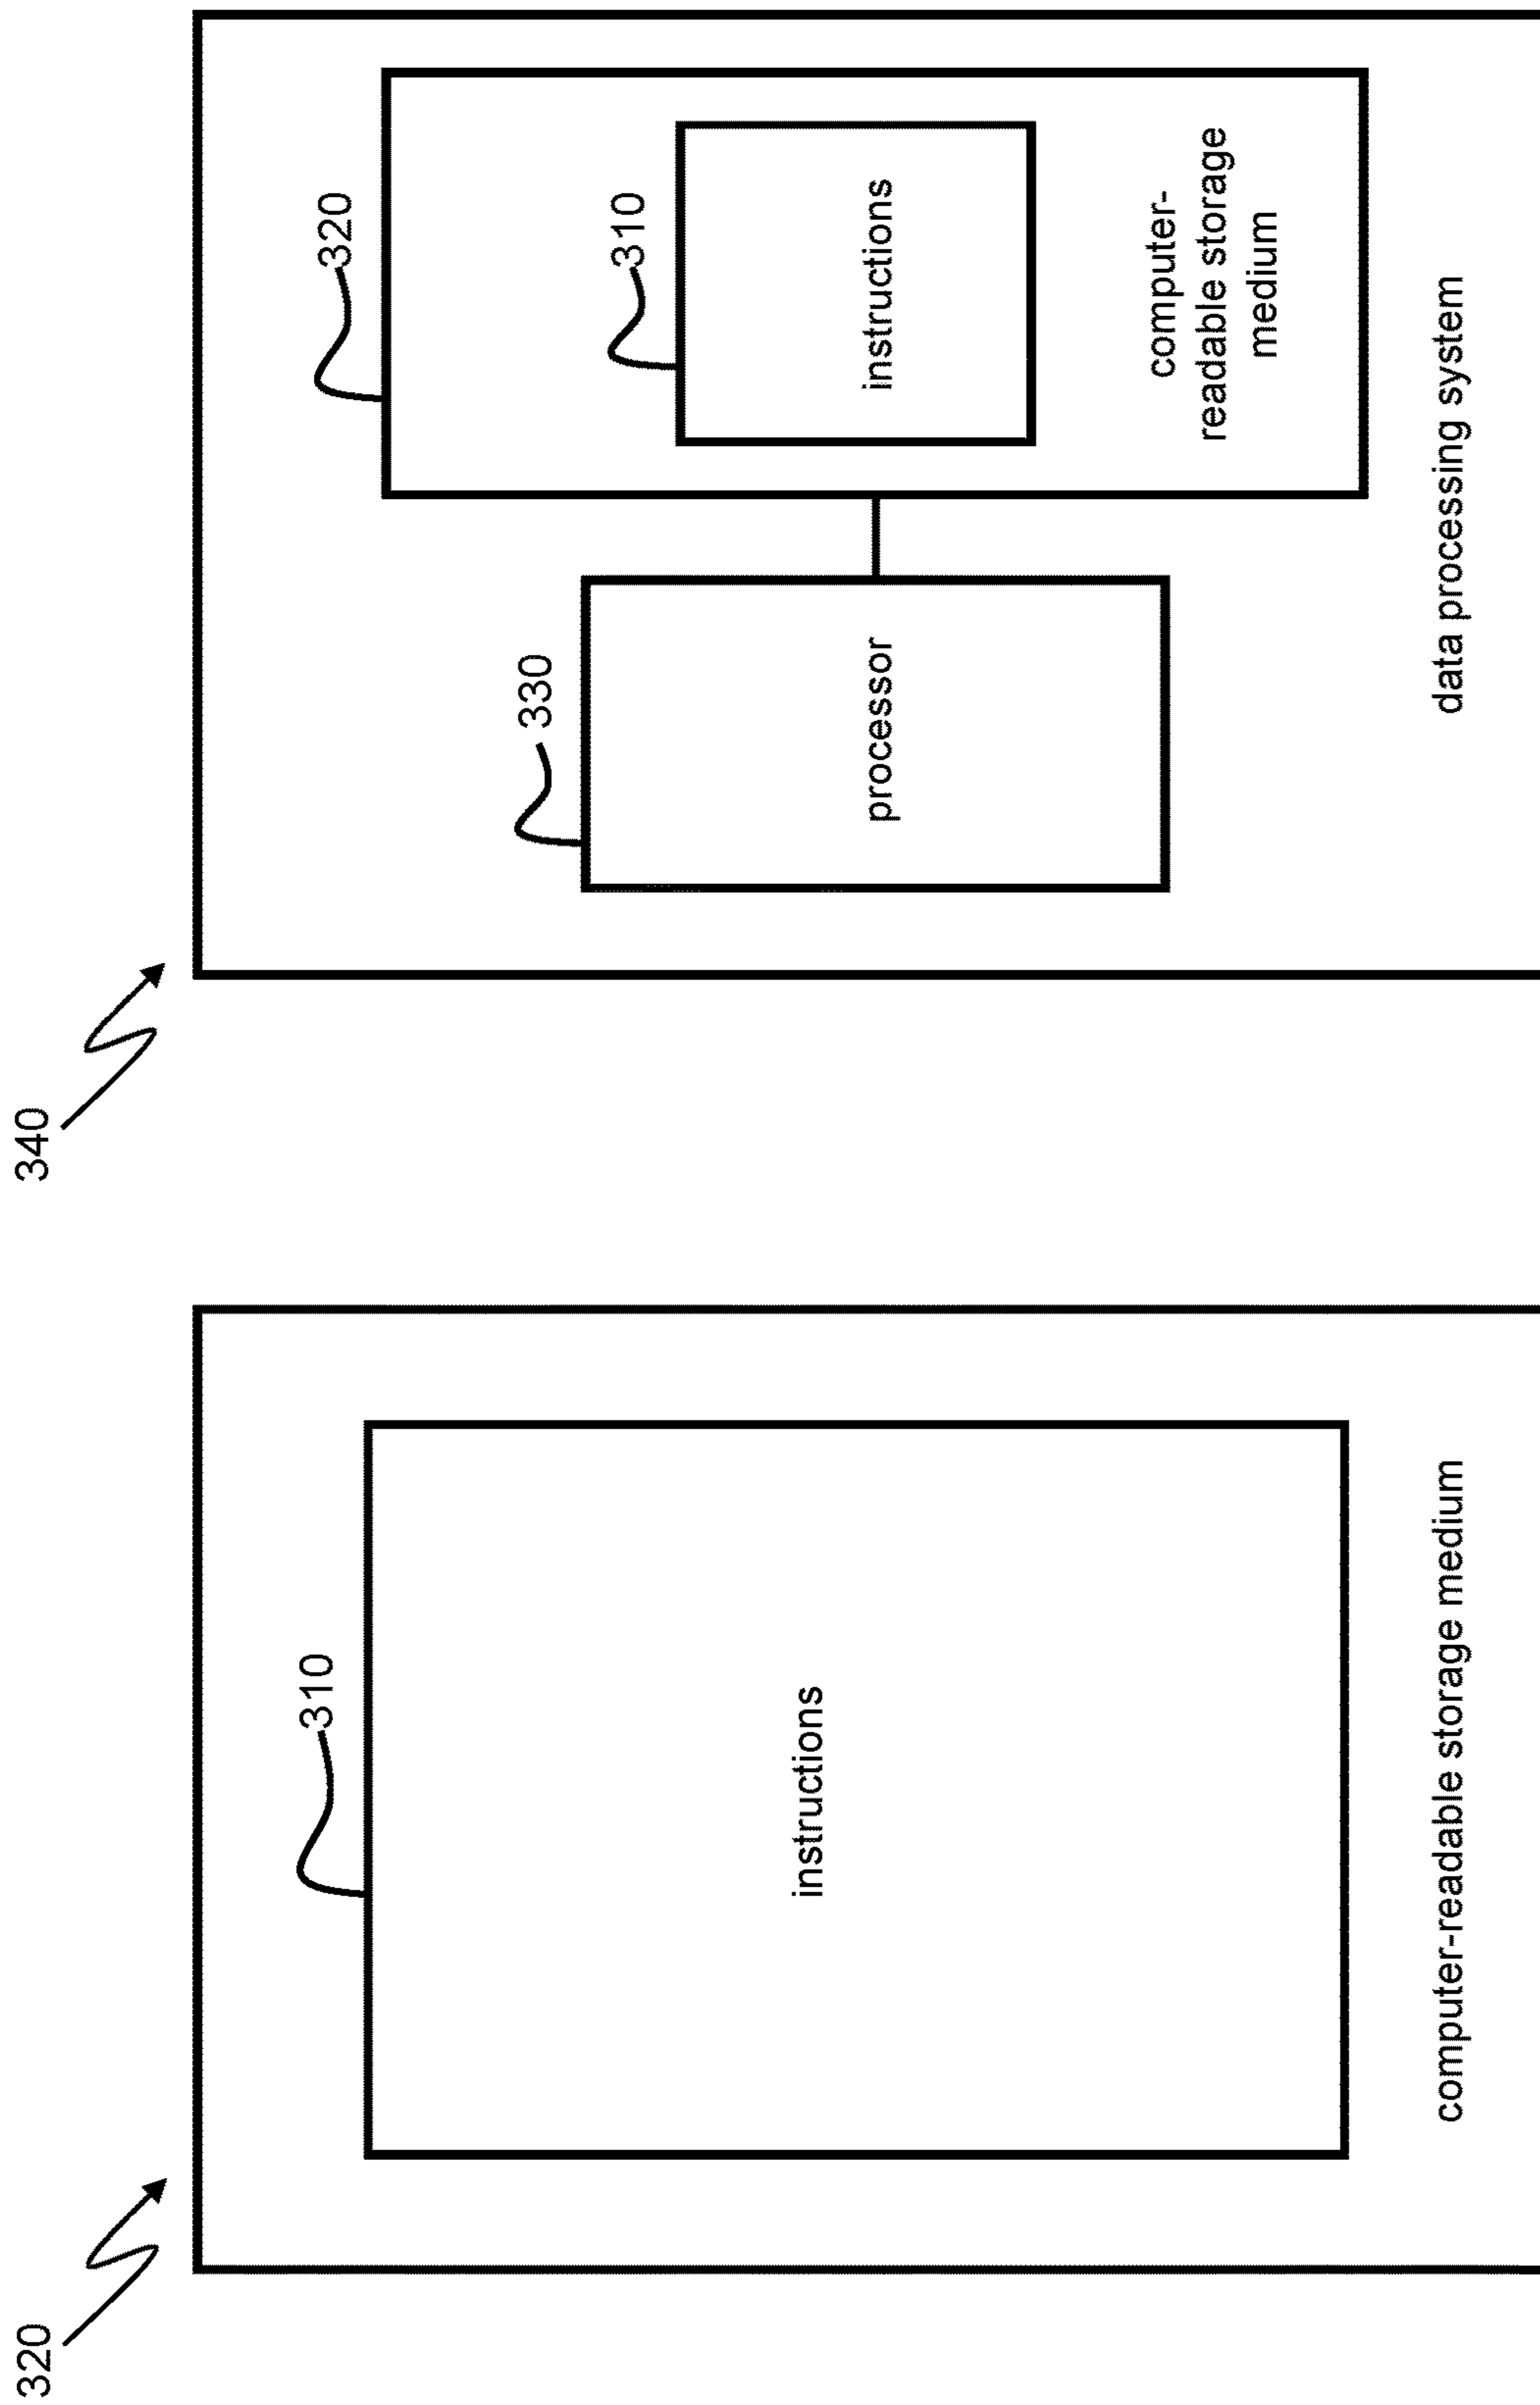 320
310
instructions
computer-readable storage medium
340
330
processor
320
310
instructions
computer-
readable storage
medium
data processing system